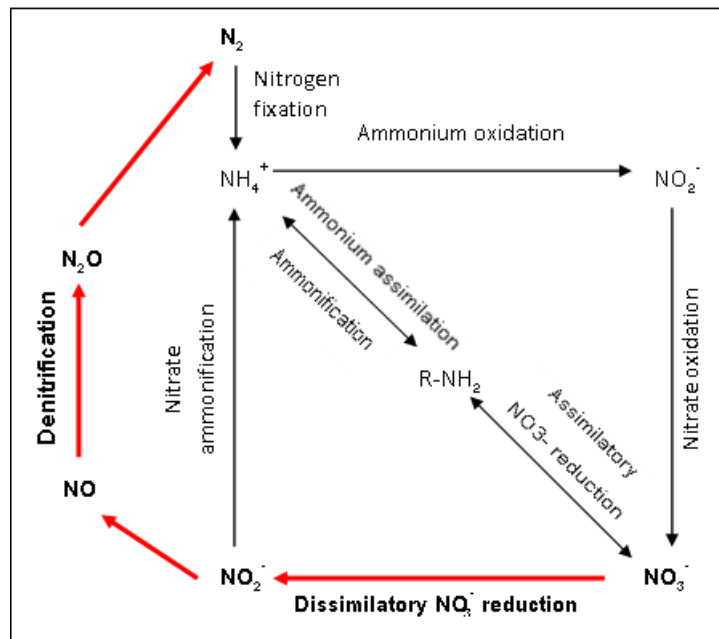 N₂
Nitrogen
fixation
Ammonium oxidation
NH₄⁺
NO₂⁻
Ammonium assimilation
Ammonification
N₂O
Denitrification
Nitrate
ammonification
R-NH₂
Nitrate oxidation
Assimilatory
NO3- reduction
NO
NO₂⁻
NO₃⁻
Dissimilatory NO₃⁻ reduction